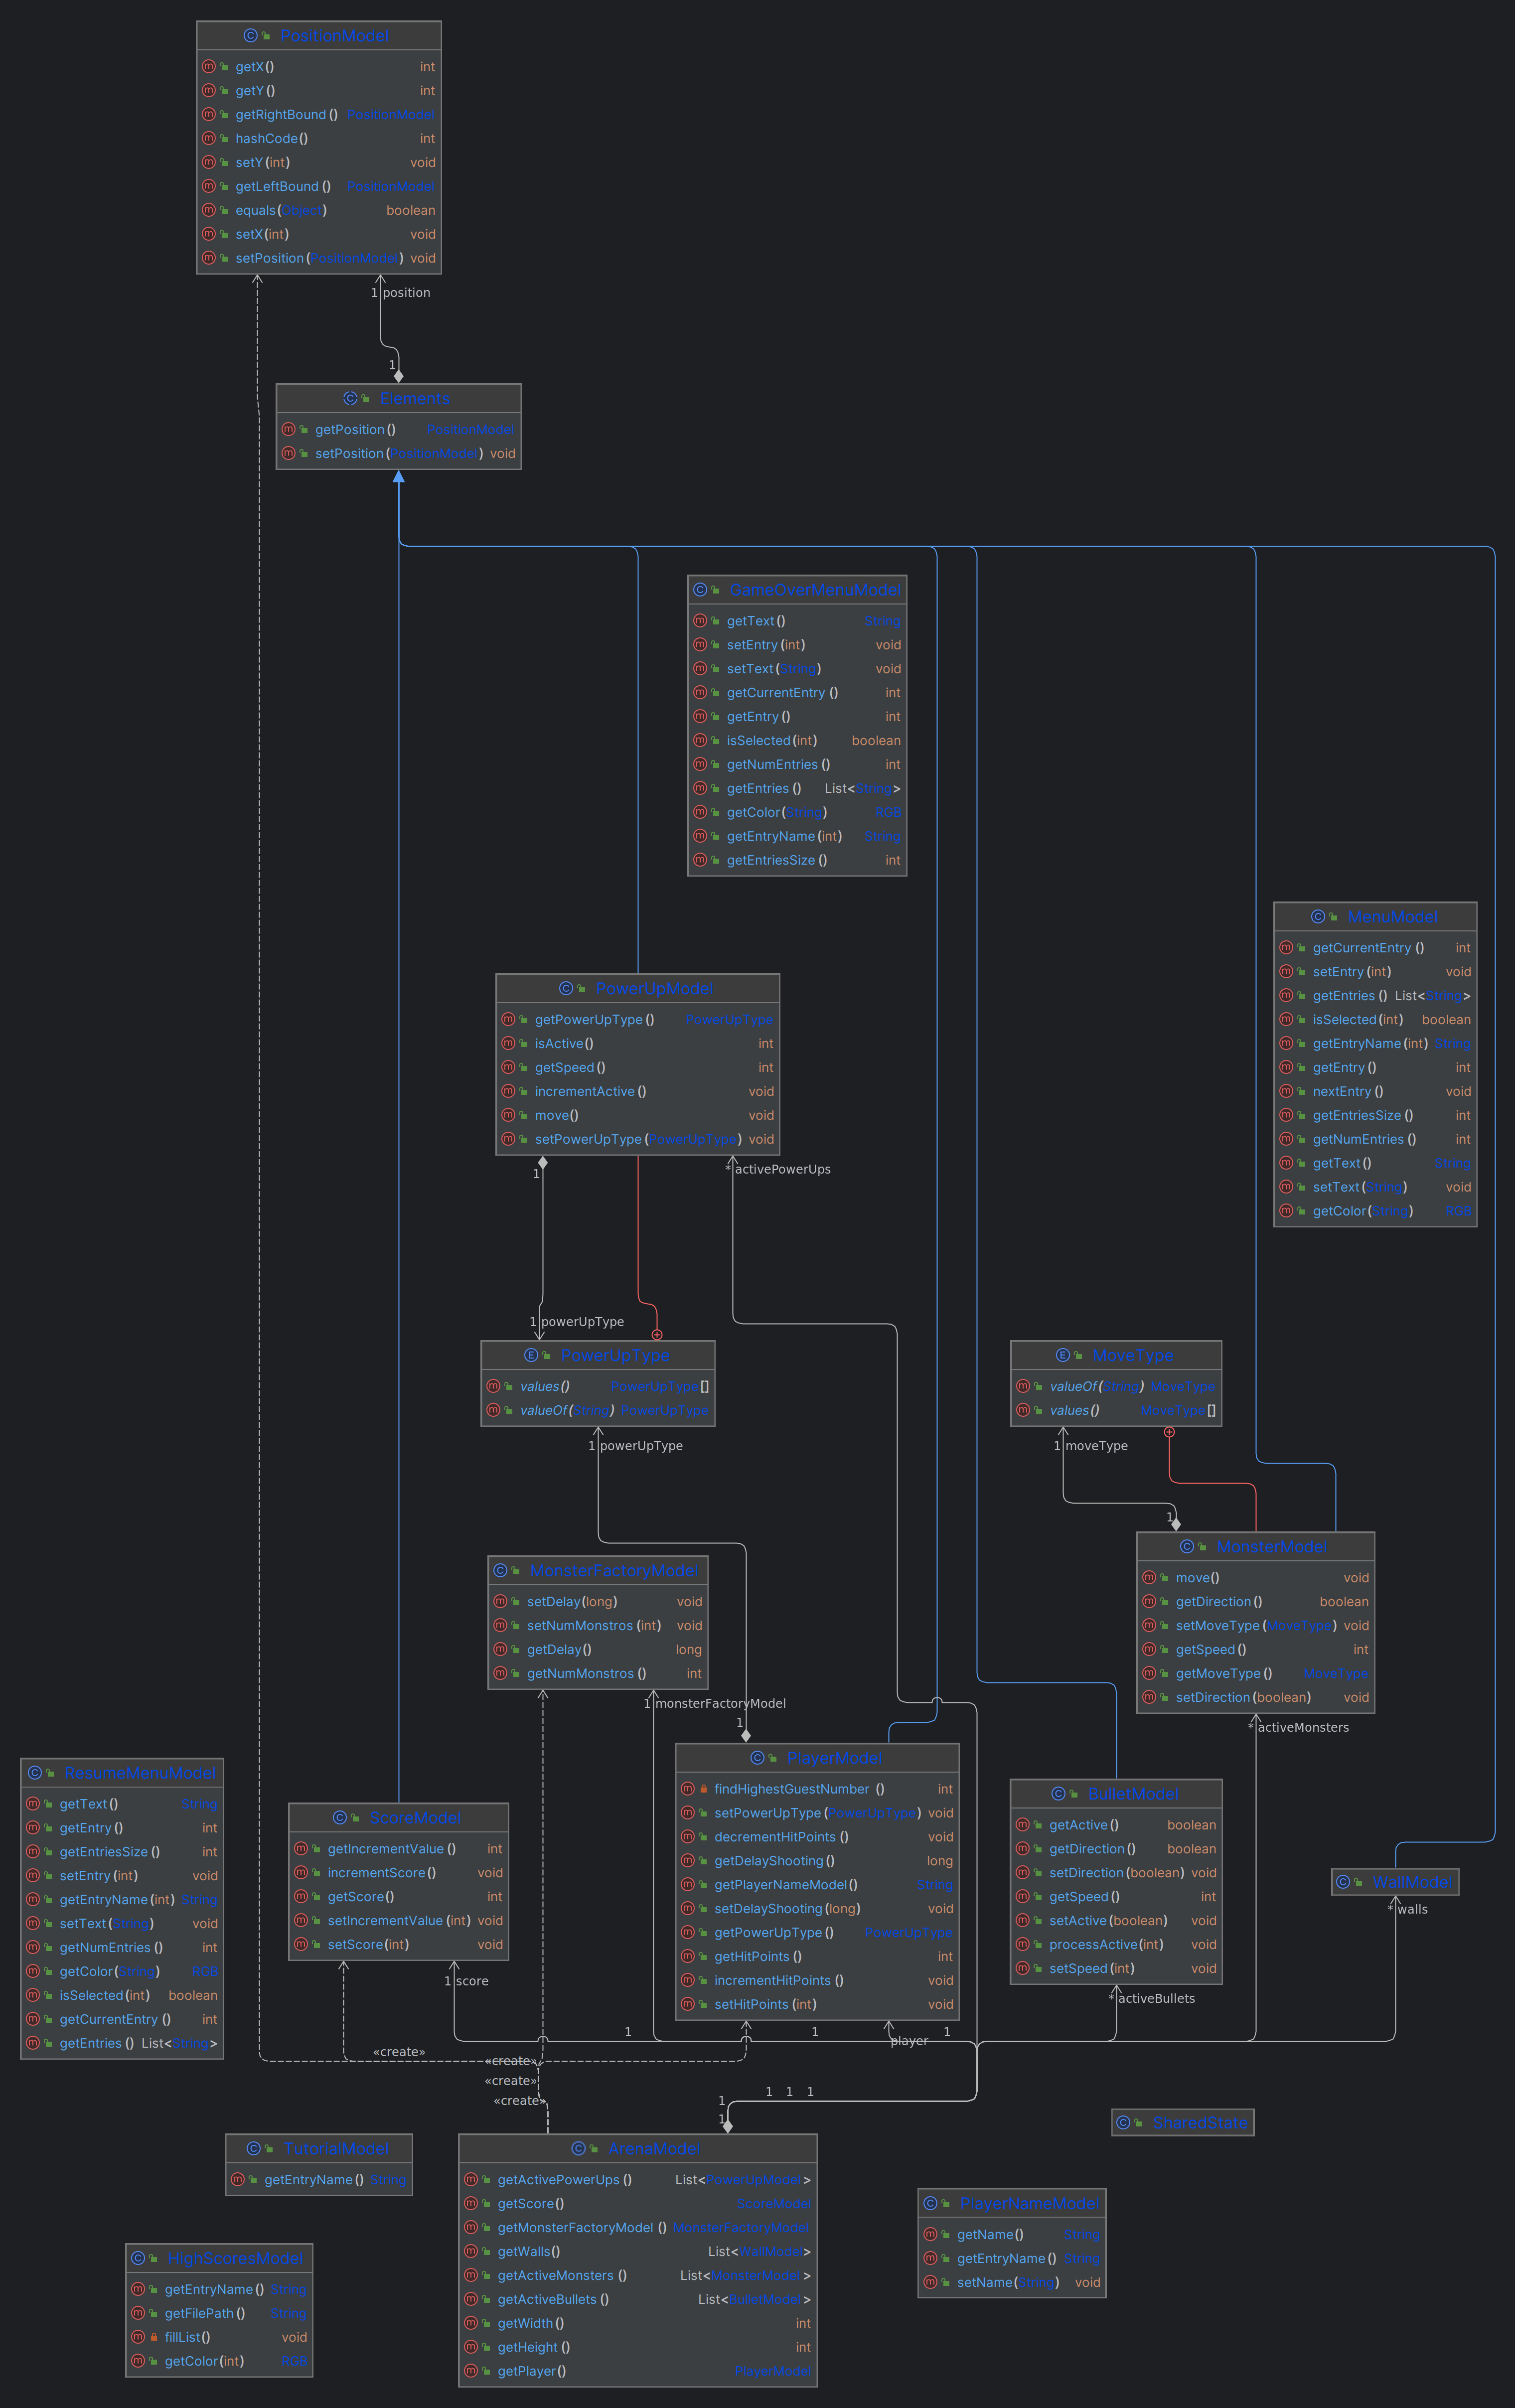 PositionModel
getX() int
getY() int
getRightBound() PositionModel
hashCode() int
setY(int) void
getLeftBound() PositionModel
equals(Object) boolean
setX(int) void
setPosition(PositionModel) void
1 position
1
Elements
getPosition() PositionModel
setPosition(PositionModel) void
GameOverMenuModel
getText() String
setEntry(int) void
setText(String) void
getCurrentEntry() int
getEntry() int
isSelected(int) boolean
getNumEntries() int
getEntries() List<String>
getColor(String) RGB
getEntryName(int) String
getEntriesSize() int
MenuModel
getCurrentEntry() int
setEntry(int) void
getEntries() List<String>
isSelected(int) boolean
getEntryName(int) String
getEntry() int
nextEntry() void
getEntriesSize() int
getNumEntries() int
getText() String
setText(String) void
getColor(String) RGB
PowerUpModel
getPowerUpType() PowerUpType
isActive() int
getSpeed() int
incrementActive() void
move() void
setPowerUpType(PowerUpType) void
1
* activePowerUps
1 powerUpType
PowerUpType
values() PowerUpType[]
valueOf(String) PowerUpType
1 powerUpType
MoveType
valueOf(String) MoveType
values() MoveType[]
1 moveType
1
MonsterModel
move() void
getDirection() boolean
setMoveType(MoveType) void
getSpeed() int
getMoveType() MoveType
setDirection(boolean) void
* activeMonsters
MonsterFactoryModel
setDelay(long) void
setNumMonstros(int) void
getDelay() long
getNumMonstros() int
1 monsterFactoryModel
1
PlayerModel
findHighestGuestNumber() int
setPowerUpType(PowerUpType) void
decrementHitPoints() void
getDelayShooting() long
getPlayerNameModel() String
setDelayShooting(long) void
getPowerUpType() PowerUpType
getHitPoints() int
incrementHitPoints() void
setHitPoints(int) void
ResumeMenuModel
getText() String
getEntry() int
getEntriesSize() int
setEntry(int) void
getEntryName(int) String
setText(String) void
getNumEntries() int
getColor(String) RGB
isSelected(int) boolean
getCurrentEntry() int
getEntries() List<String>
ScoreModel
getIncrementValue() int
incrementScore() void
getScore() int
setIncrementValue(int) void
setScore(int) void
1 score
BulletModel
getActive() boolean
getDirection() boolean
setDirection(boolean) void
getSpeed() int
setActive(boolean) void
processActive(int) void
setSpeed(int) void
* activeBullets
WallModel
* walls
1 1 1
player
«create»
«create»
«create»
«create»
1 1 1
1
1
SharedState
TutorialModel
getEntryName() String
ArenaModel
getActivePowerUps() List<PowerUpModel>
getScore() ScoreModel
getMonsterFactoryModel() MonsterFactoryModel
getWalls() List<WallModel>
getActiveMonsters() List<MonsterModel>
getActiveBullets() List<BulletModel>
getWidth() int
getHeight() int
getPlayer() PlayerModel
PlayerNameModel
getName() String
getEntryName() String
setName(String) void
HighScoresModel
getEntryName() String
getFilePath() String
fillList() void
getColor(int) RGB